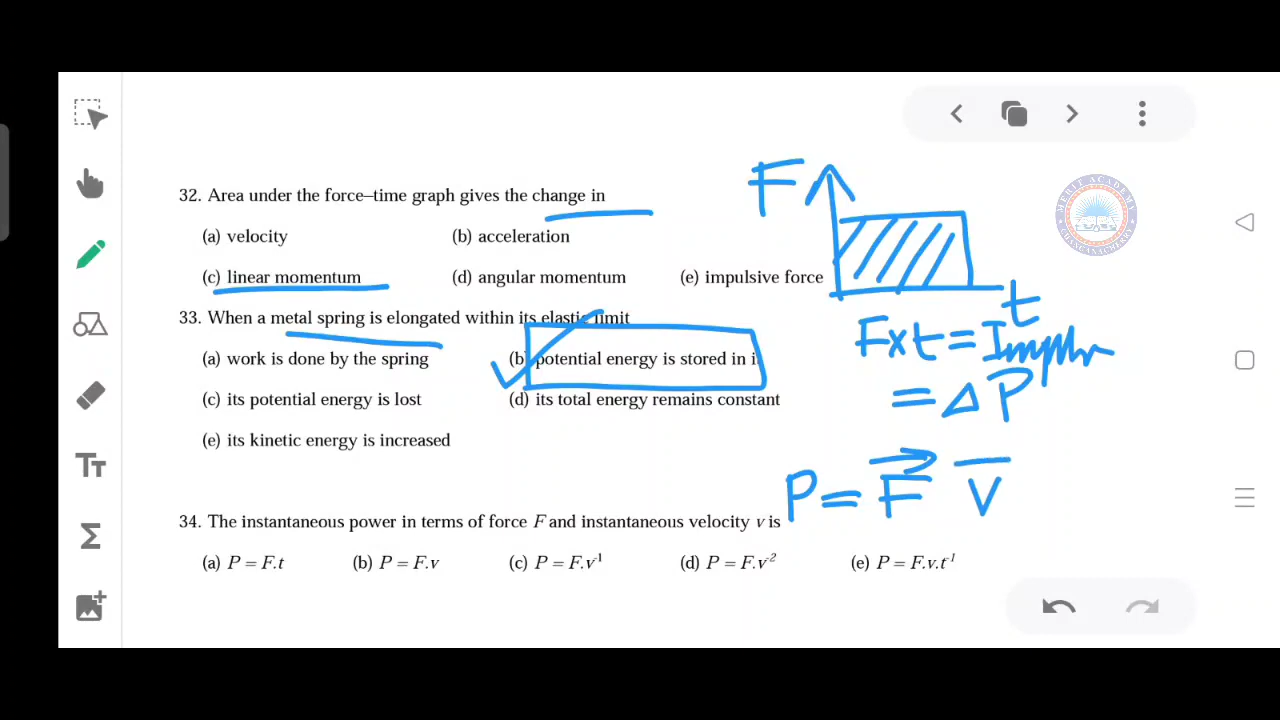 32. Area under the force–time graph gives the change in
(a) velocity (b) acceleration
(c) linear momentum (d) angular momentum (e) impulsive force
33. When a metal spring is elongated within its elastic limit
(a) work is done by the spring (b) potential energy is stored in i
(c) its potential energy is lost (d) its total energy remains constant
(e) its kinetic energy is increased
34. The instantaneous power in terms of force F and instantaneous velocity v is
(a) P = F.t (b) P = F.v (c) P = F.v⁻¹ (d) P = F.v⁻² (e) P = F.v.t⁻¹
F
t
F×t =
= ΔP
P = F V
MERIT ACADEMY
Tt
Σ